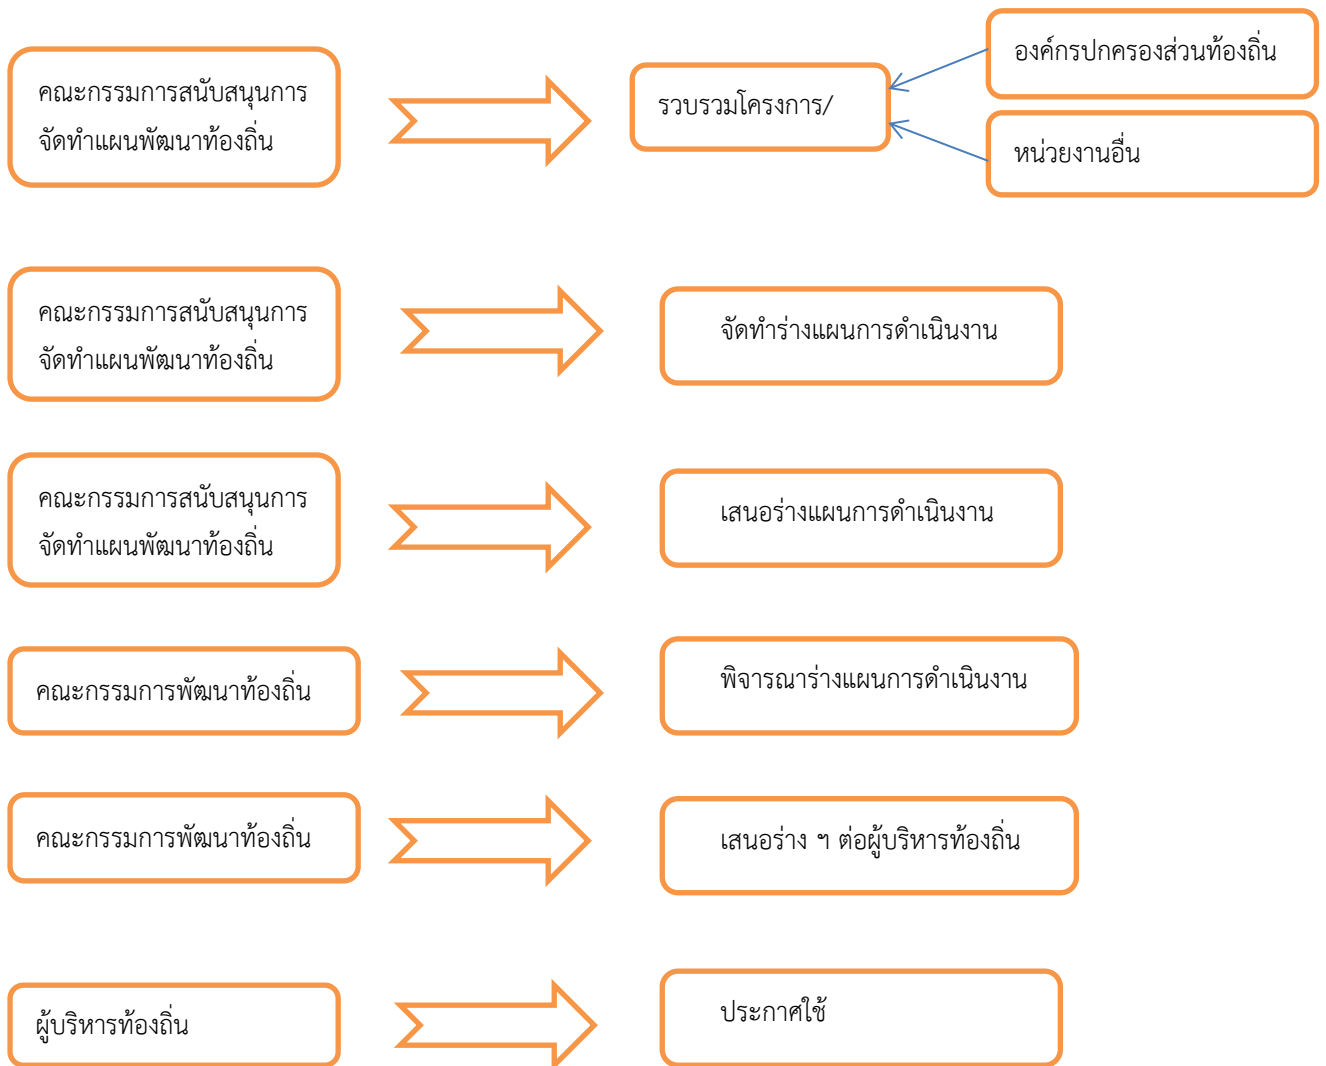 คณะกรรมการสนับสนุนการ
จัดทำแผนพัฒนาท้องถิ่น
รวบรวมโครงการ/
องค์กรปกครองส่วนท้องถิ่น
หน่วยงานอื่น
คณะกรรมการสนับสนุนการ
จัดทำแผนพัฒนาท้องถิ่น
จัดทำร่างแผนการดำเนินงาน
คณะกรรมการสนับสนุนการ
จัดทำแผนพัฒนาท้องถิ่น
เสนอร่างแผนการดำเนินงาน
คณะกรรมการพัฒนาท้องถิ่น
พิจารณาร่างแผนการดำเนินงาน
คณะกรรมการพัฒนาท้องถิ่น
เสนอร่าง ฯ ต่อผู้บริหารท้องถิ่น
ผู้บริหารท้องถิ่น
ประกาศใช้